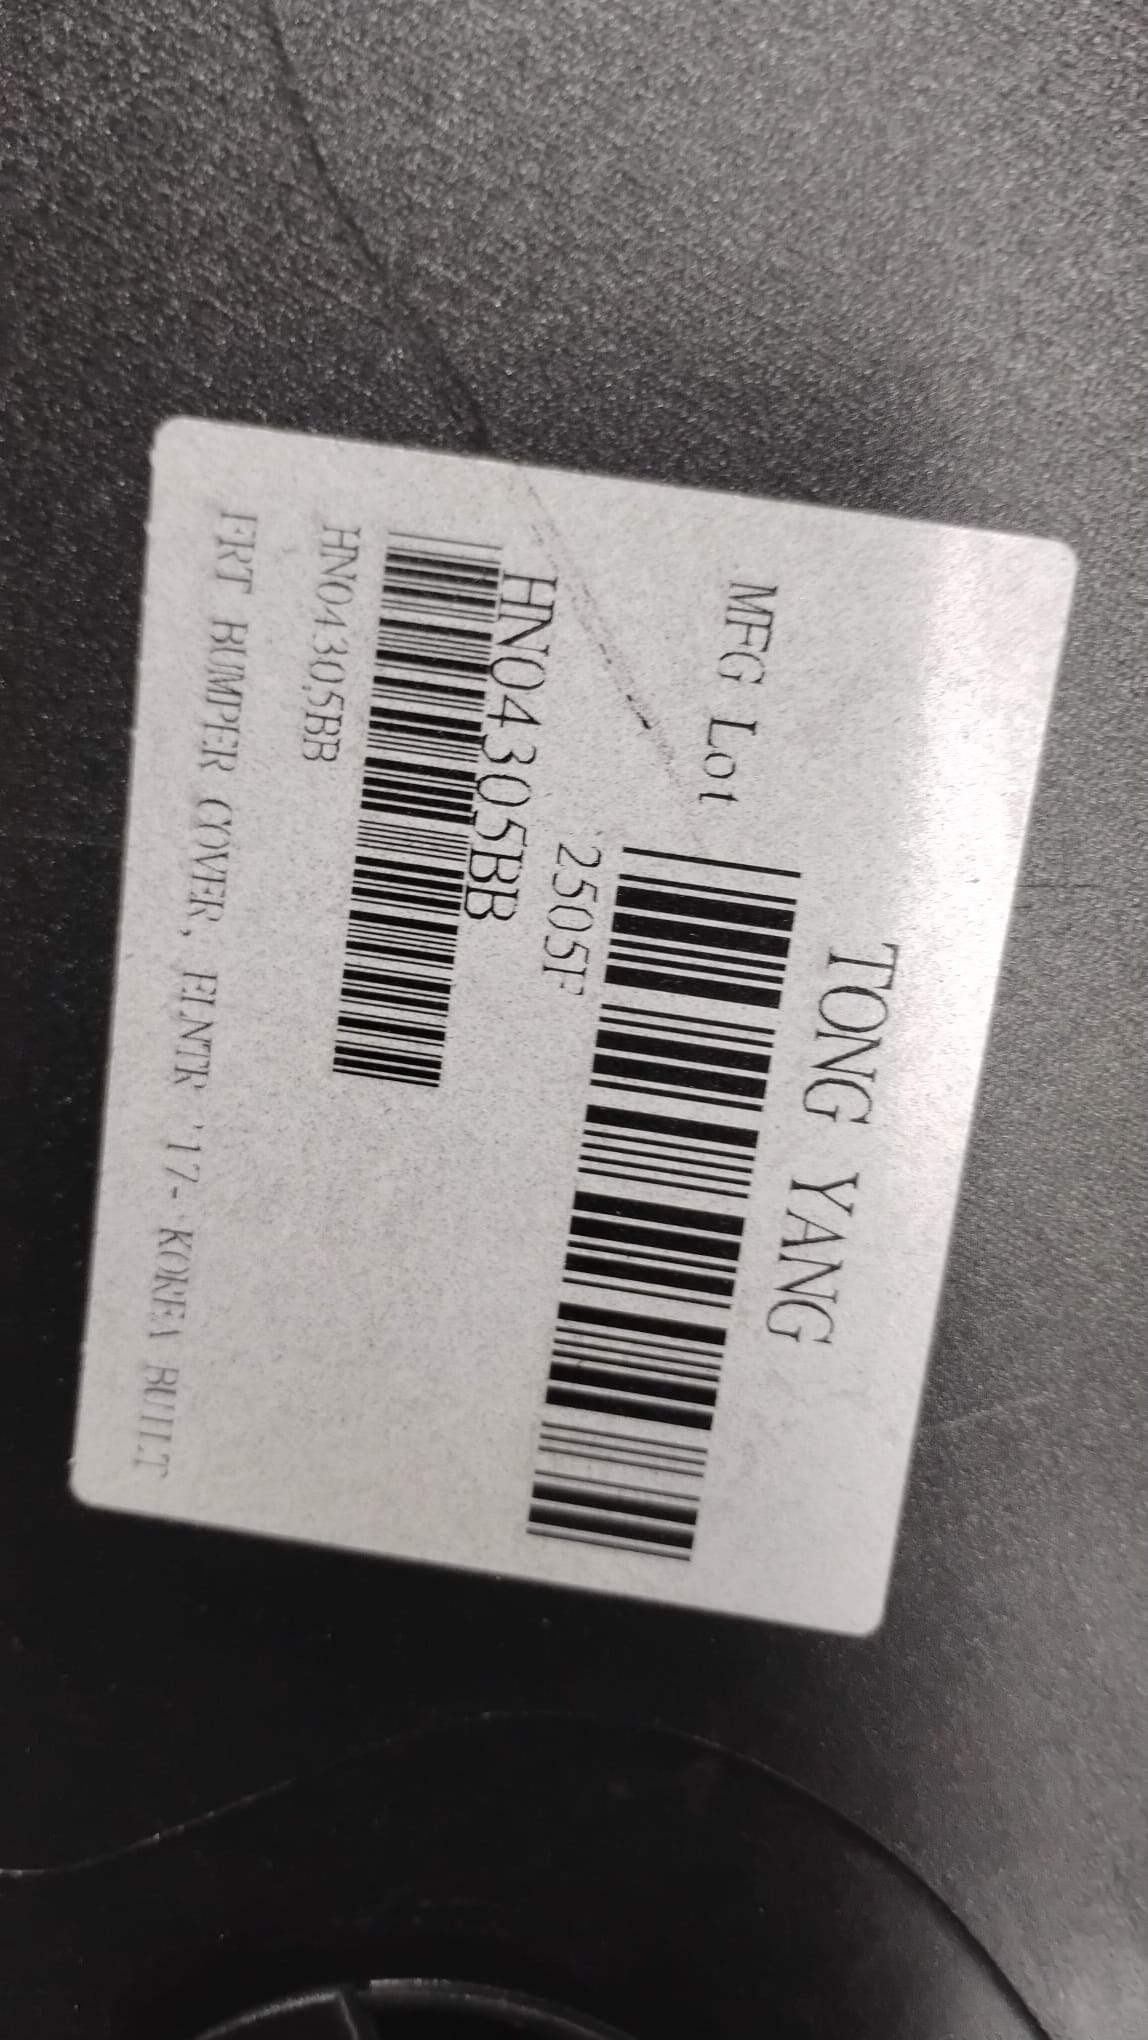 TONG YANG
MFG Lot
2505F
HN04305BB
HN04305BB
FRT BUMPER COVER, ELNTR '17- KOREA BUILT